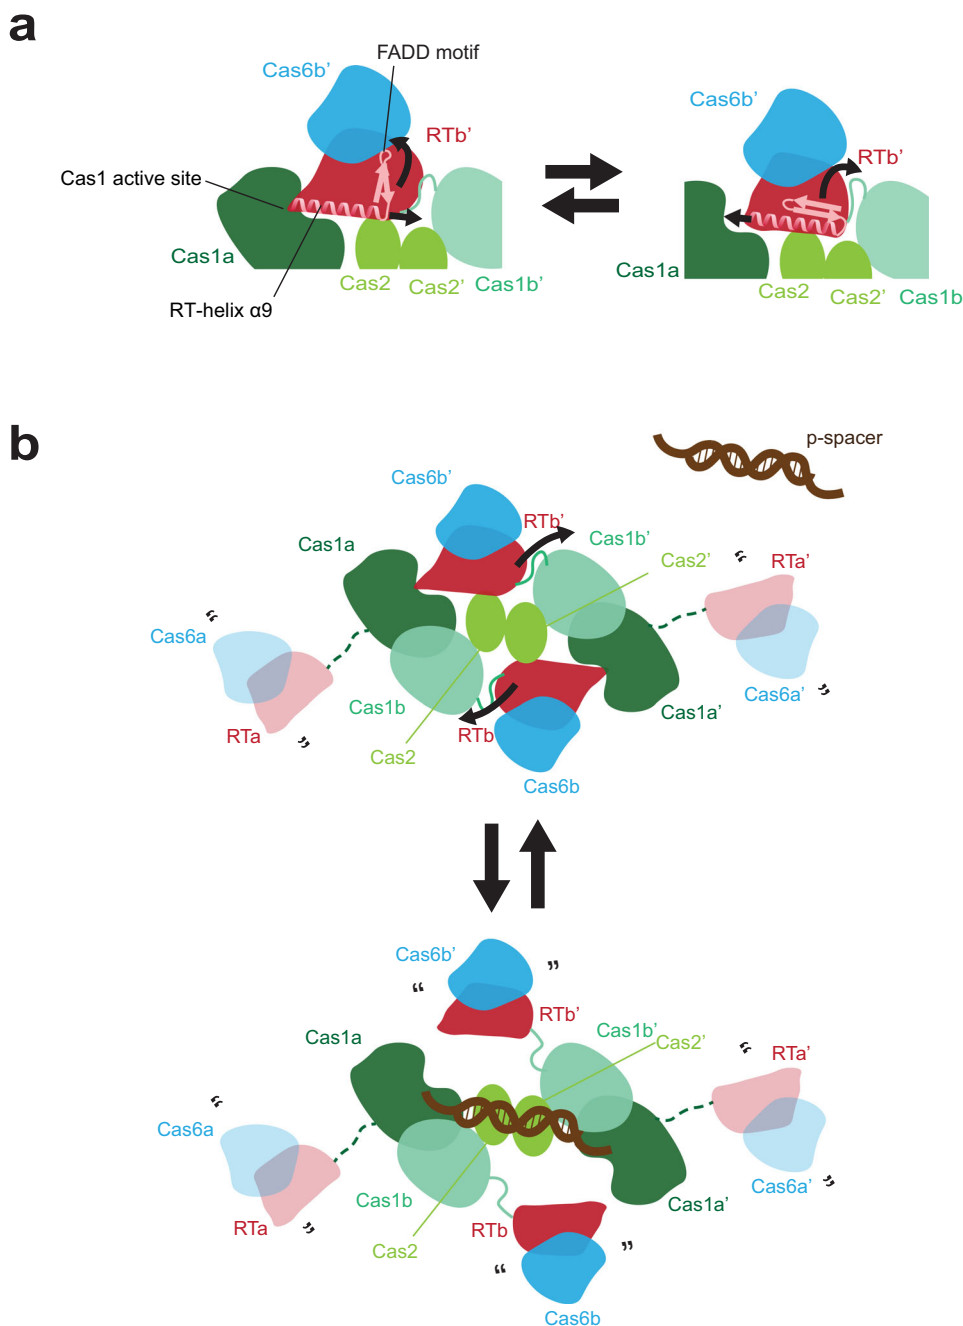 a
FADD motif
Cas6b’
RTb’
Cas1 active site
Cas1a
Cas2
Cas2’
Cas1b’
RT-helix α9
Cas6b’
RTb’
Cas1a
Cas2
Cas2’
Cas1b
b
p-spacer
Cas6b’
RTb’
Cas1b’
Cas1a
Cas2’
“
RTa’
“
Cas6a
Cas6a’
”
Cas1b
Cas1a’
RTa
”
RTb
Cas2
Cas6b
Cas6b’
”
“
RTb’
Cas1b’
Cas1a
Cas2’
“
RTa’
“
Cas6a
Cas6a’
”
Cas1b
Cas1a’
RTa
”
RTb
Cas2
”
“
Cas6b